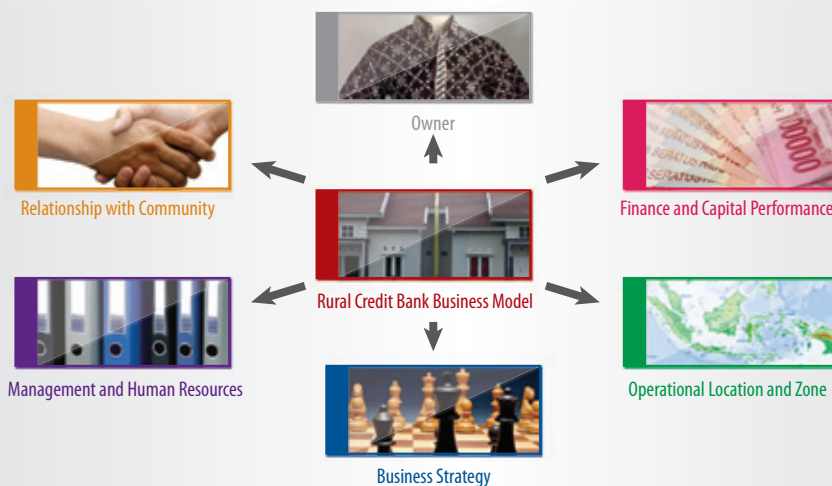 Owner
Relationship with Community
100000
Finance and Capital Performance
Rural Credit Bank Business Model
Management and Human Resources
Operational Location and Zone
Business Strategy